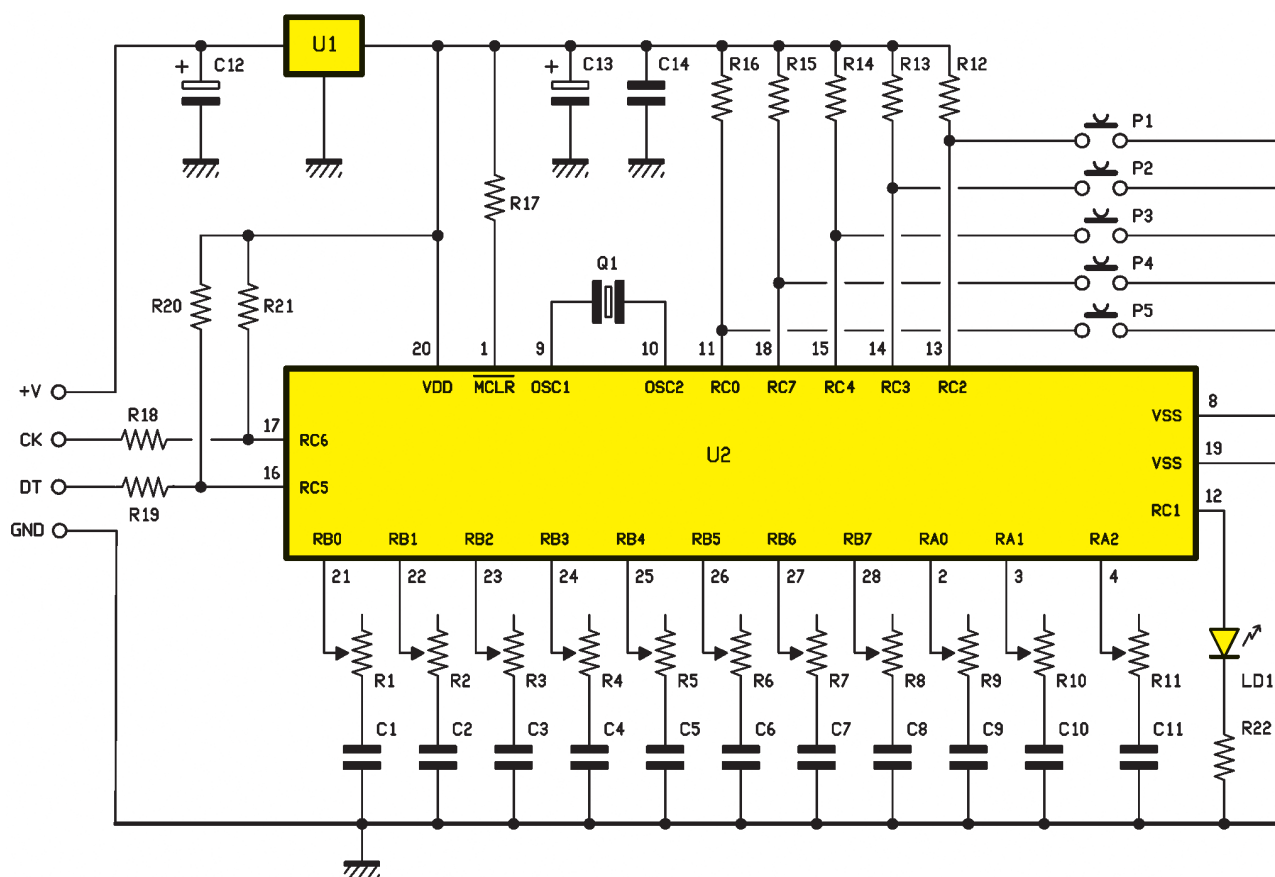 U1
C12
+
C13
+
C14
R16
R15
R14
R13
R12
P1
P2
P3
P4
P5
R17
Q1
R20
R21
20
1
9
10
11
18
15
14
13
VDD
MCLR
OSC1
OSC2
RC0
RC7
RC4
RC3
RC2
+V
CK
DT
GND
R18
R19
17
16
RC6
RC5
U2
VSS
8
VSS
19
RC1
12
RB0
RB1
RB2
RB3
RB4
RB5
RB6
RB7
RA0
RA1
RA2
21
22
23
24
25
26
27
28
2
3
4
R1
R2
R3
R4
R5
R6
R7
R8
R9
R10
R11
LD1
C1
C2
C3
C4
C5
C6
C7
C8
C9
C10
C11
R22